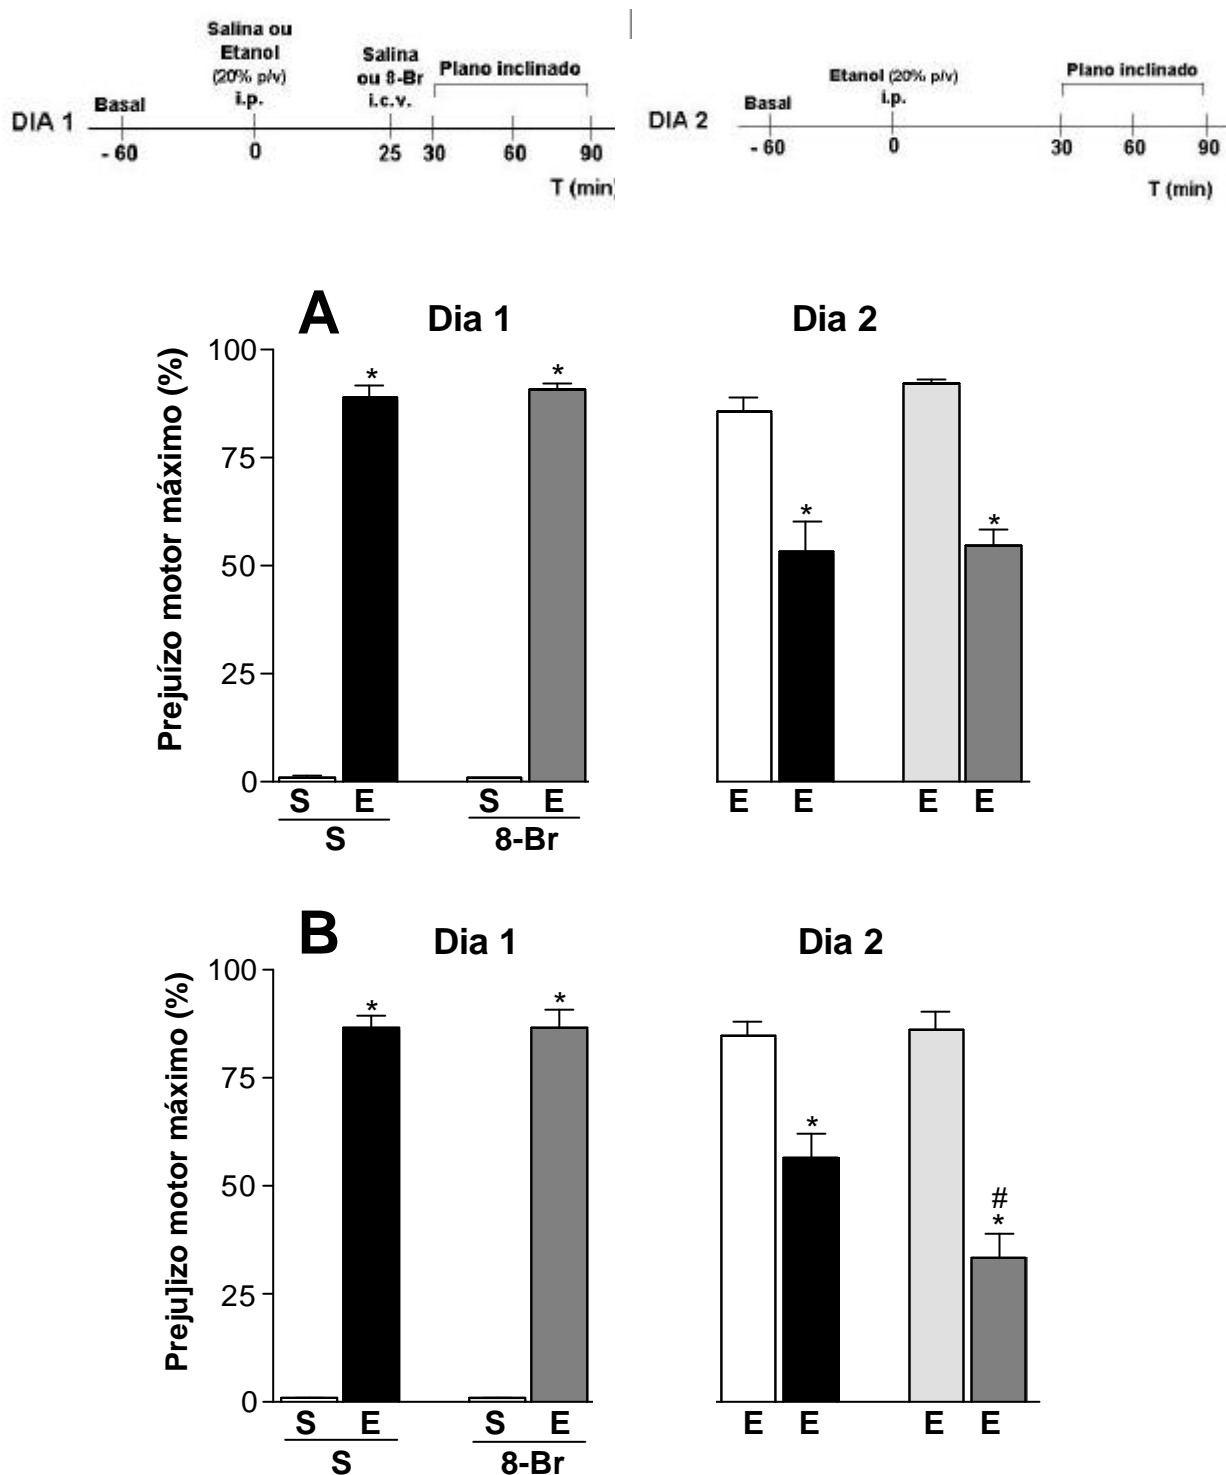 Salina ou
Etanol
(20% p/v)
i.p.
Salina
ou 8-Br
i.c.v.
Plano inclinado
Basal
DIA 1
- 60
0
25
30
60
90
T (min)
Plano inclinado
Etanol (20% p/v)
i.p.
Basal
DIA 2
- 60
0
30
60
90
T (min)
A
Dia 1
Dia 2
Prejuízo motor máximo (%)
100
75
50
25
0
*
*
*
*
S E S E E E E E
S 8-Br
B
Dia 1
Dia 2
Preju]izo motor máximo (%)
100
75
50
25
0
*
*
*
#
*
S E S E E E E E
S 8-Br